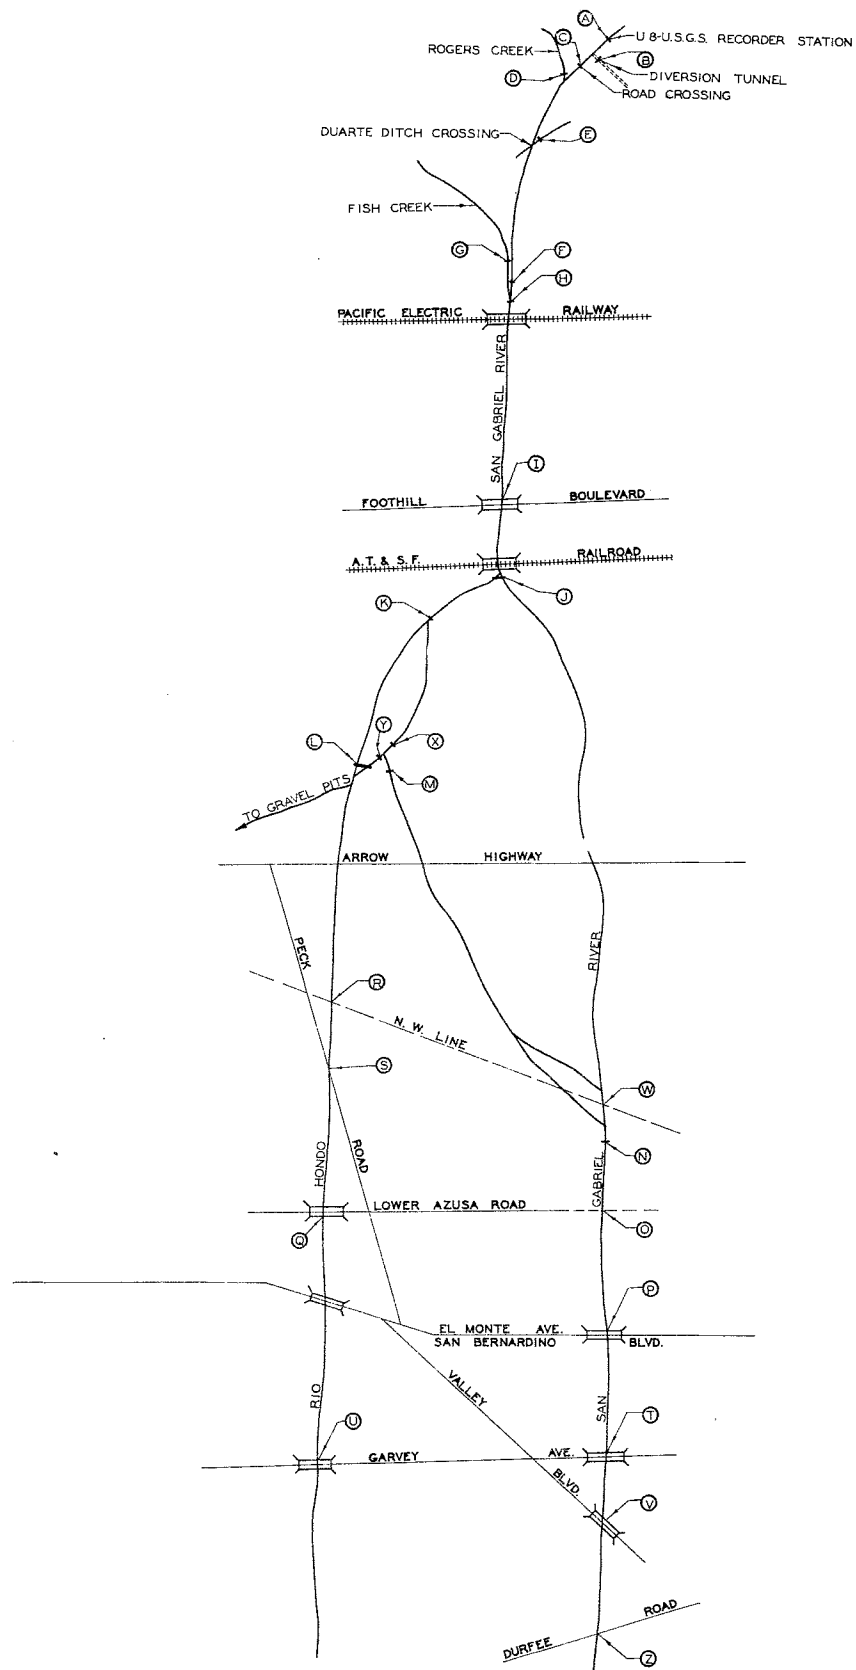 A
U8-U.S.G.S. RECORDER STATION
ROGERS CREEK
C
B
D
DIVERSION TUNNEL
ROAD CROSSING
DUARTE DITCH CROSSING
E
FISH CREEK
G
F
H
PACIFIC ELECTRIC RAILWAY
SAN GABRIEL RIVER
I
FOOTHILL BOULEVARD
A.T. & S.F. RAILROAD
K
J
Y
L
X
M
TO GRAVEL PITS
ARROW HIGHWAY
PECK
RIVER
R
N.W. LINE
S
W
ROAD
HONDO
N
GABRIEL
LOWER AZUSA ROAD
Q
O
P
EL MONTE AVE.
SAN BERNARDINO BLVD.
VALLEY
RIO
SAN
U
T
GARVEY AVE.
BLVD.
V
DURFEE ROAD
Z